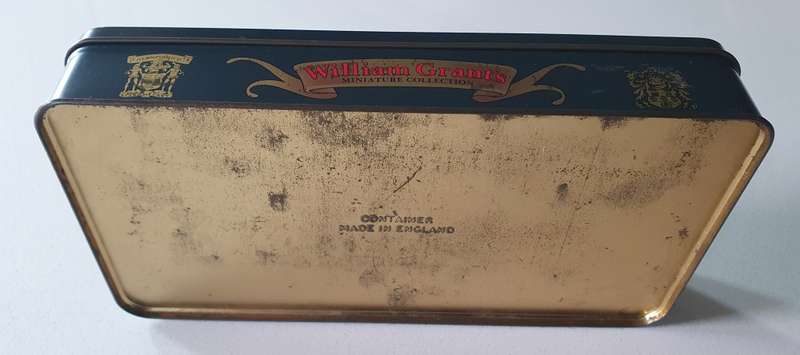 William Grant's
MINIATURE COLLECTION
CONTAINER
MADE IN ENGLAND